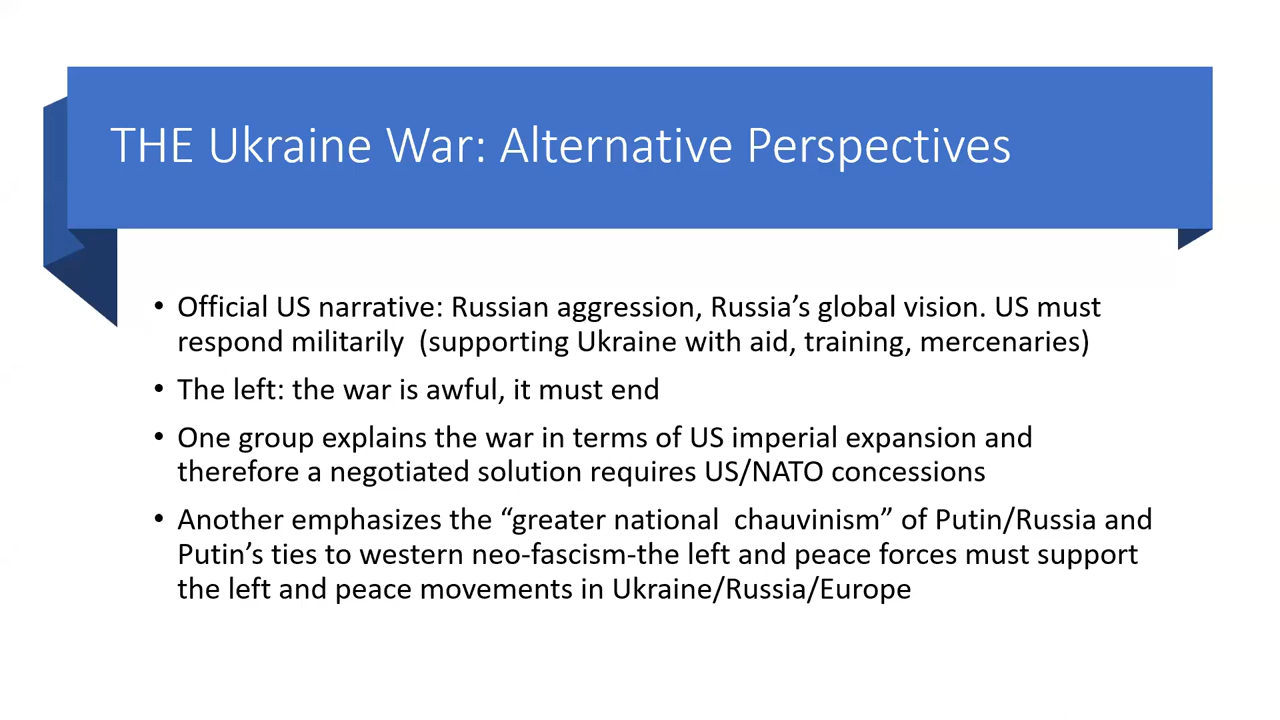 THE Ukraine War: Alternative Perspectives
• Official US narrative: Russian aggression, Russia’s global vision. US must
respond militarily  (supporting Ukraine with aid, training, mercenaries)
• The left: the war is awful, it must end
• One group explains the war in terms of US imperial expansion and
therefore a negotiated solution requires US/NATO concessions
• Another emphasizes the “greater national  chauvinism” of Putin/Russia and
Putin’s ties to western neo-fascism-the left and peace forces must support
the left and peace movements in Ukraine/Russia/Europe